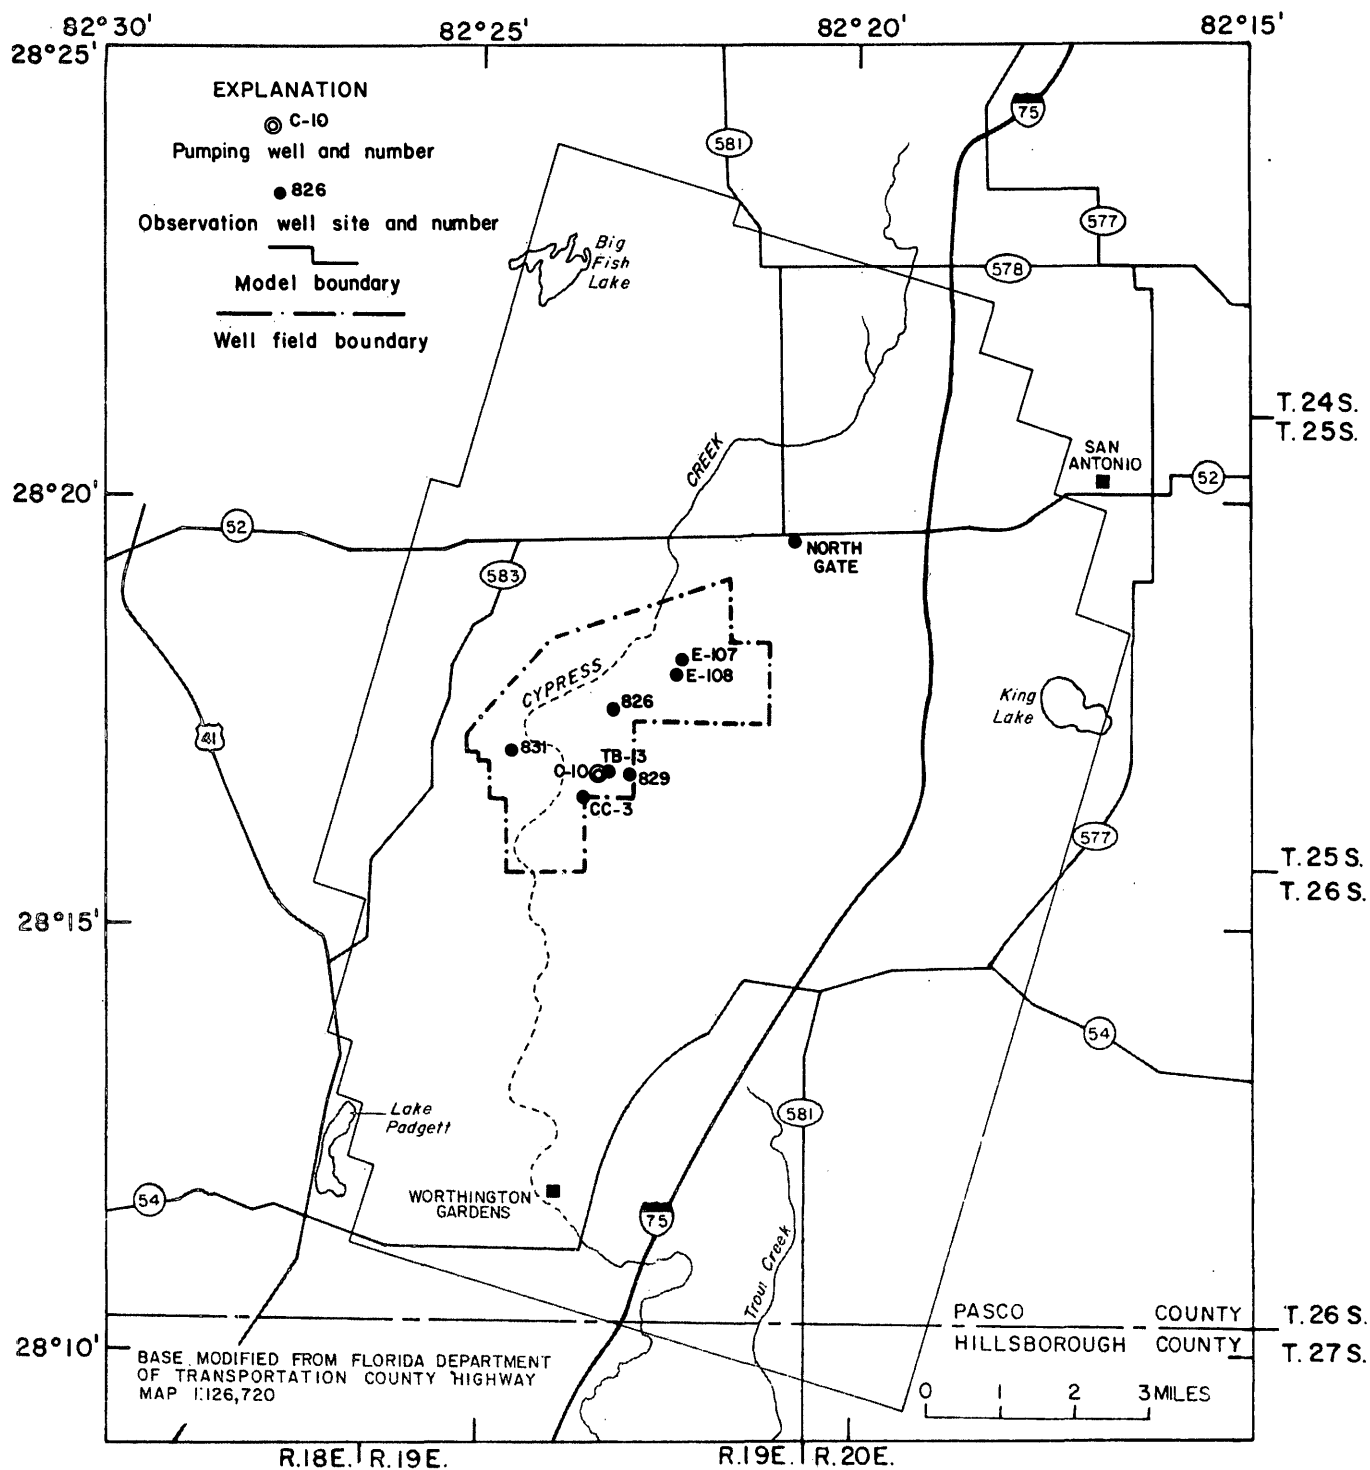 82°30' 82°25' 82°20' 82°15'
28°25'
EXPLANATION
C-10
Pumping well and number
826
Observation well site and number
Model boundary
Well field boundary
75
581
577
Big
Fish
Lake
578
T. 24 S.
T. 25 S.
CREEK
SAN
ANTONIO
52
28°20'
52
NORTH
GATE
583
E-107
E-108
CYPRESS
826
King
Lake
41
831
TB-13
C-10
829
CC-3
577
T. 25 S.
T. 26 S.
28°15'
54
Lake
Padgett
581
54
WORTHINGTON
GARDENS
75
Trout Creek
PASCO COUNTY
HILLSBOROUGH COUNTY
T. 26 S.
T. 27 S.
28°10'
BASE MODIFIED FROM FLORIDA DEPARTMENT
OF TRANSPORTATION COUNTY HIGHWAY
MAP 1:126,720
0 1 2 3 MILES
R.18E. R.19E. R.19E. R.20E.